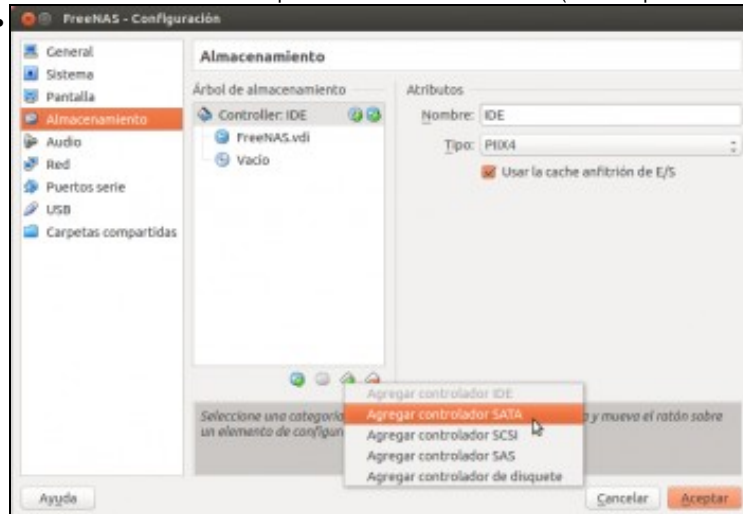 FreeNAS - Configuración
General
Sistema
Pantalla
Almacenamiento
Audio
Red
Puertos serie
USB
Carpetas compartidas
Almacenamiento
Árbol de almacenamiento
Controller: IDE
FreeNAS.vdi
Vacío
Atributos
Nombre: IDE
Tipo: PIIX4
Usar la cache anfitrión de E/S
Agregar controlador IDE
Agregar controlador SATA
Agregar controlador SCSI
Agregar controlador SAS
Agregar controlador de disquete
Seleccione una categoría y mueva el ratón sobre
un elemento de
Ayuda
Cancelar
Aceptar